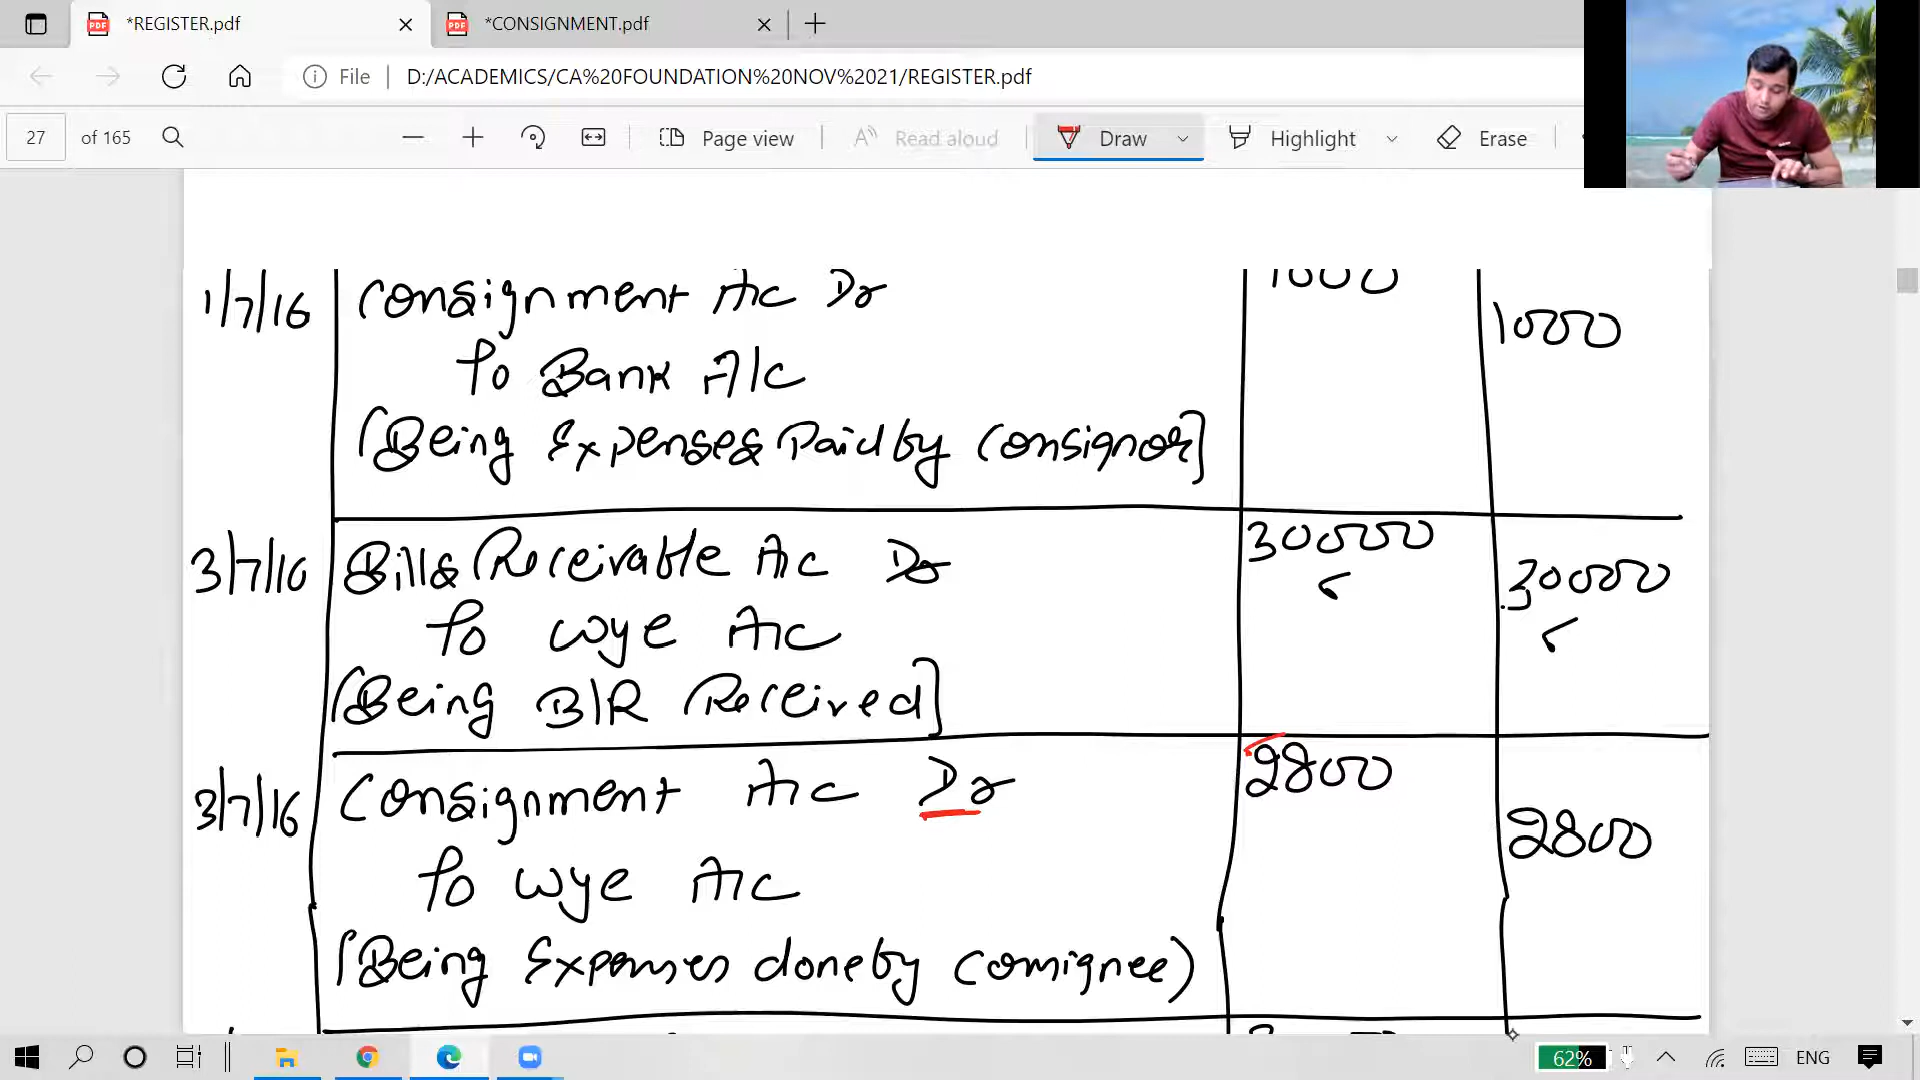 *REGISTER.pdf
*CONSIGNMENT.pdf
File
D:/ACADEMICS/CA%20FOUNDATION%20NOV%2021/REGISTER.pdf
27 of 165
Page view
Read aloud
Draw
Highlight
Erase
1/7/16 Consignment A/c Dr 1000
To Bank A/c 1000
[Being Expenses Paid by Consignor]
3/7/16 Bills Receivable A/c Dr 30000
To Wye A/c 30000
[Being B/R Received]
3/7/16 Consignment A/c Dr 2800
To Wye A/c 2800
(Being Expenses done by Consignee)
62%
ENG